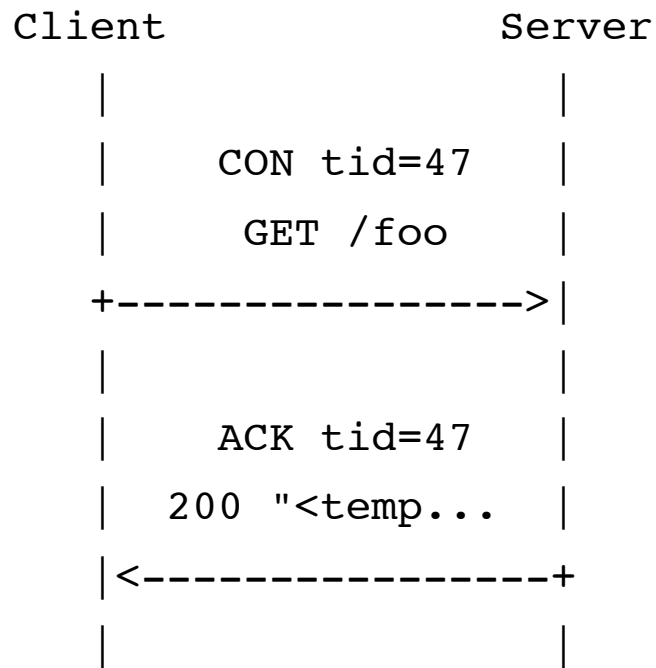 Client Server
| |
| CON tid=47 |
| GET /foo |
+---------------->|
| |
| ACK tid=47 |
| 200 "<temp... |
|<----------------+
| |